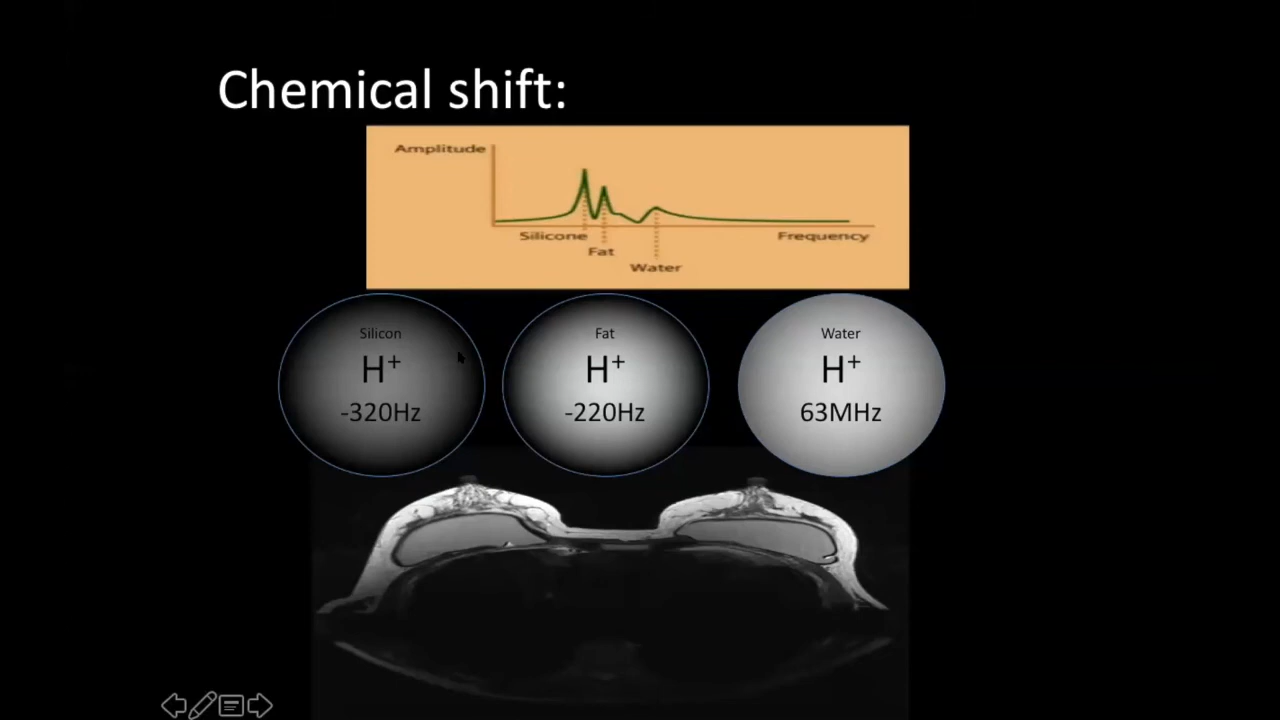 Chemical shift:
Amplitude
Silicone
Frequency
Fat
Water
Silicon
H+
-320Hz
Fat
H+
-220Hz
Water
H+
63MHz